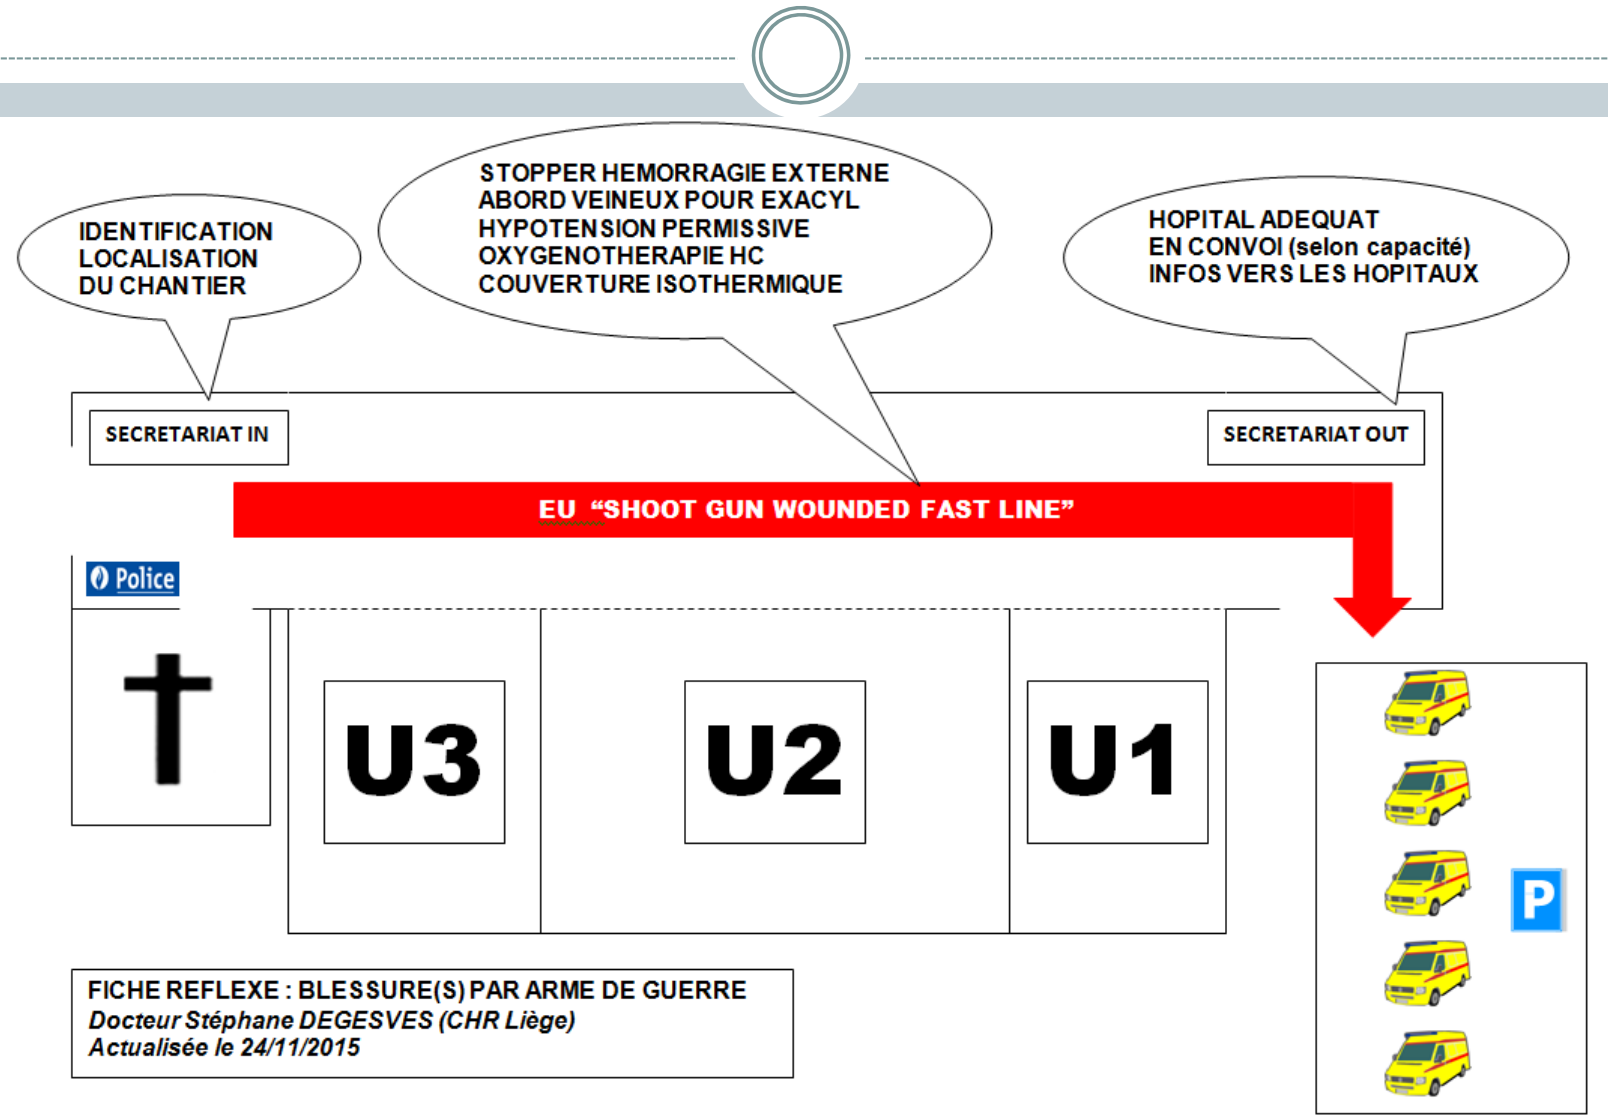 STOPPER HEMORRAGIE EXTERNE
ABORD VEINEUX POUR EXACYL
HYPOTENSION PERMISSIVE
OXYGENOTHERAPIE HC
COUVERTURE ISOTHERMIQUE
IDENTIFICATION
LOCALISATION
DU CHANTIER
HOPITAL ADEQUAT
EN CONVOI (selon capacité)
INFOS VERS LES HOPITAUX
SECRETARIAT IN
SECRETARIAT OUT
EU “SHOOT GUN WOUNDED FAST LINE”
Police
U3
U2
U1
P
FICHE REFLEXE : BLESSURE(S) PAR ARME DE GUERRE
Docteur Stéphane DEGESVES (CHR Liège)
Actualisée le 24/11/2015